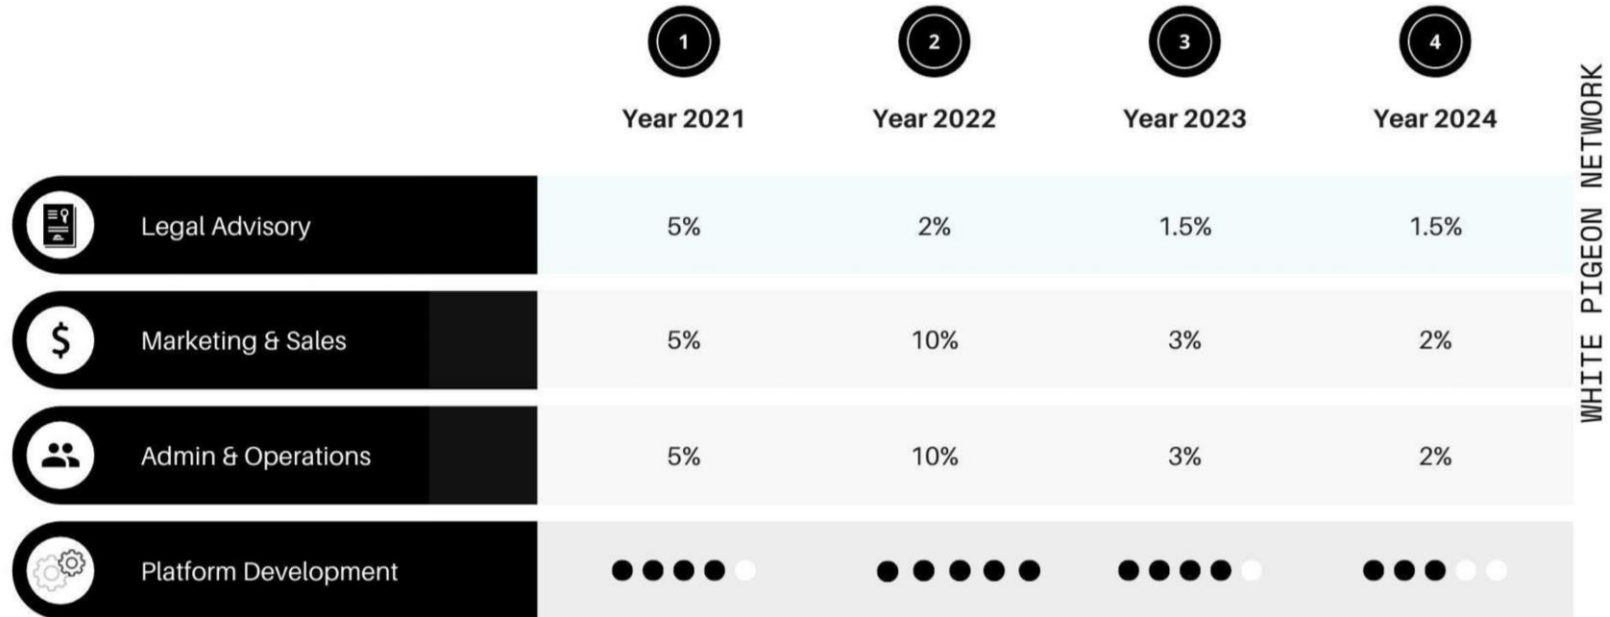 1 2 3 4
Year 2021 Year 2022 Year 2023 Year 2024
Legal Advisory 5% 2% 1.5% 1.5%
$ Marketing & Sales 5% 10% 3% 2%
Admin & Operations 5% 10% 3% 2%
Platform Development
WHITE PIGEON NETWORK